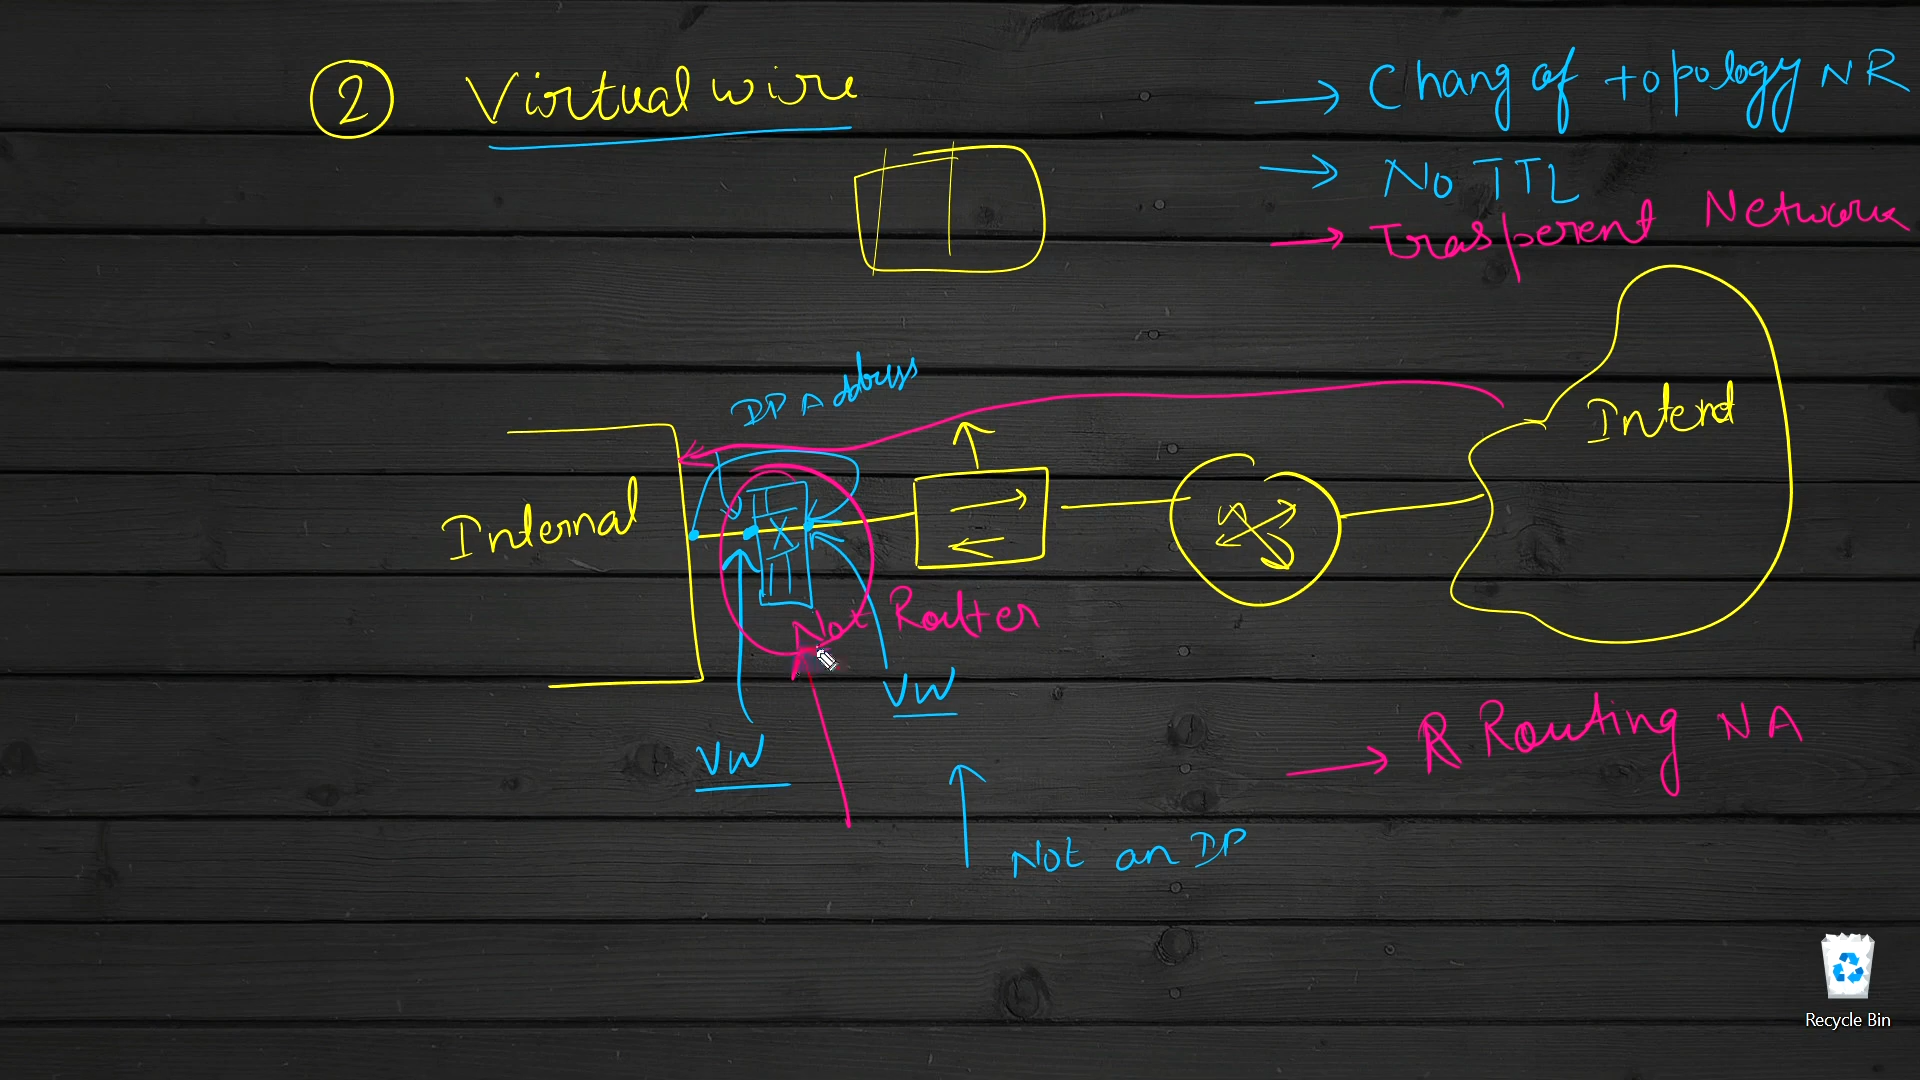 2 Virtual wire
→ Chang of topology NR
→ No TTL
→ Trasperent Network
IP Address
Internal
Not Router
VW
VW
→ R Routing NA
Not an IP
Recycle Bin